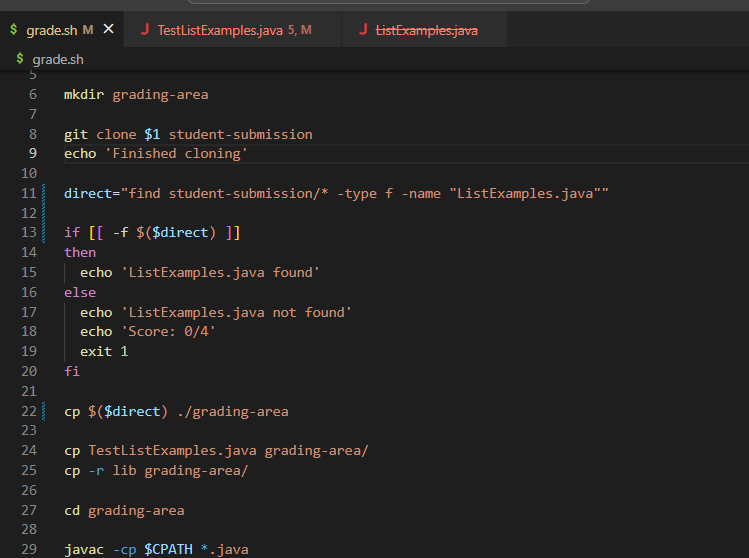 $ grade.sh M × J TestListExamples.java 5, M J ListExamples.java
$ grade.sh
5
6 mkdir grading-area
7
8 git clone $1 student-submission
9 echo 'Finished cloning'
10
11 direct="find student-submission/* -type f -name "ListExamples.java""
12
13 if [[ -f $($direct) ]]
14 then
15   echo 'ListExamples.java found'
16 else
17   echo 'ListExamples.java not found'
18   echo 'Score: 0/4'
19   exit 1
20 fi
21
22 cp $($direct) ./grading-area
23
24 cp TestListExamples.java grading-area/
25 cp -r lib grading-area/
26
27 cd grading-area
28
29 javac -cp $CPATH *.java